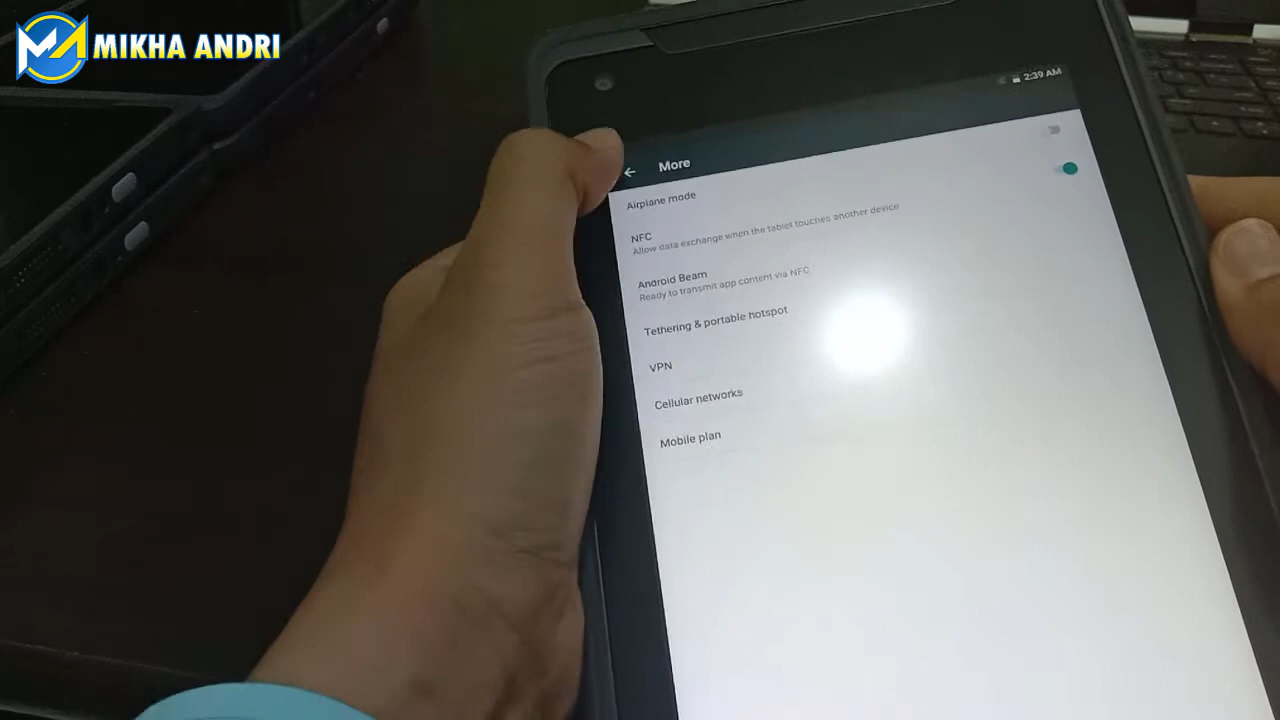 MIKHA ANDRI
2:39 AM
More
Airplane mode
NFC
Allow data exchange when the tablet touches another device
Android Beam
Ready to transmit app content via NFC
Tethering & portable hotspot
VPN
Cellular networks
Mobile plan